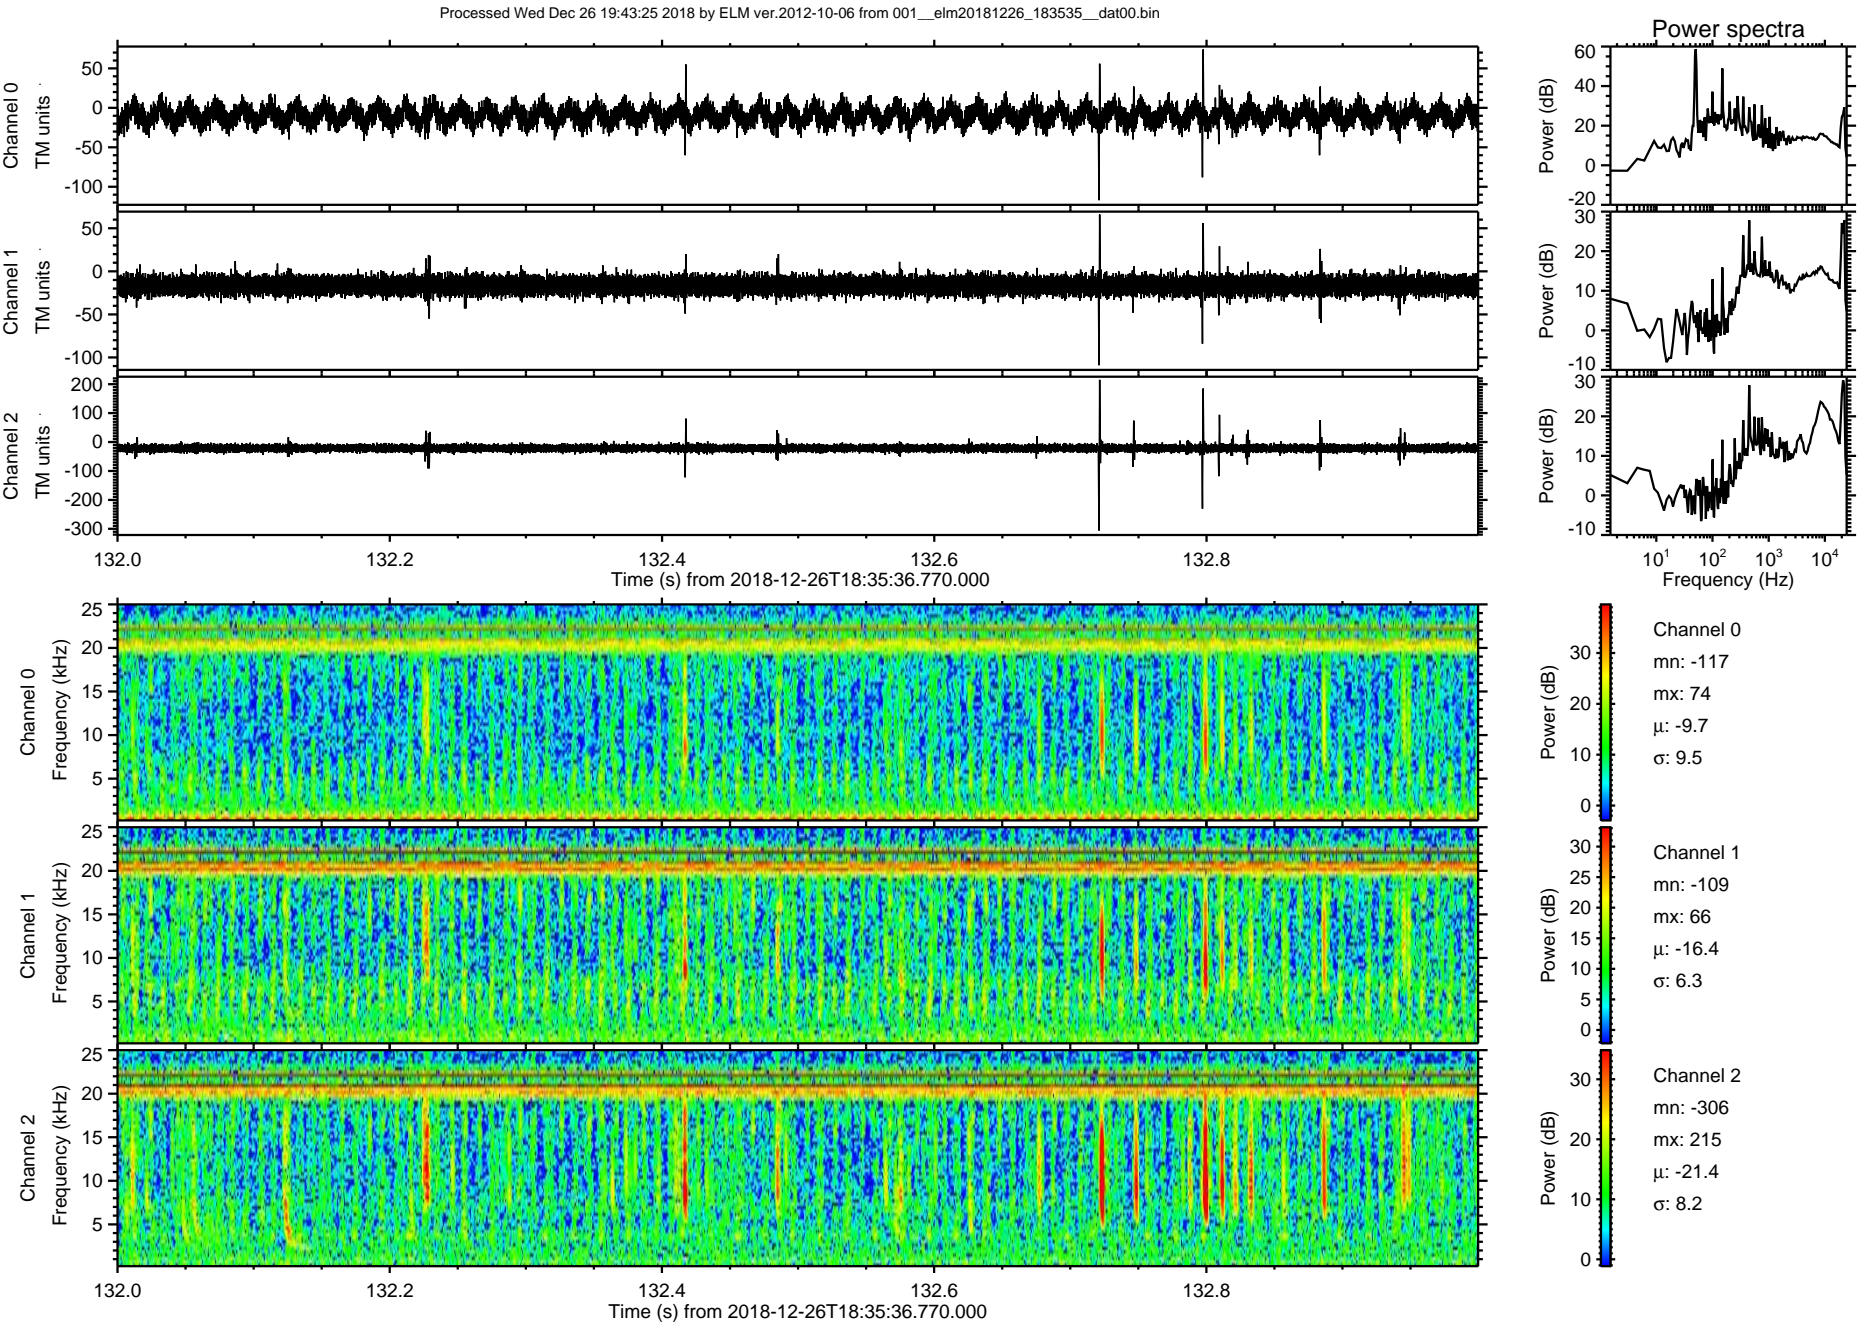 Processed Wed Dec 26 19:43:25 2018 by ELM ver.2012-10-06 from 001__elm20181226_183535__dat00.bin
Power spectra
Channel 0
TM units
50
0
-50
-100
Power (dB)
60
40
20
0
-20
Channel 1
TM units
50
0
-50
-100
Power (dB)
30
20
10
0
-10
Channel 2
TM units
200
100
0
-100
-200
-300
Power (dB)
30
20
10
0
-10
132.0 132.2 132.4 132.6 132.8
Time (s) from 2018-12-26T18:35:36.770.000
10¹ 10² 10³ 10⁴
Frequency (Hz)
Channel 0
Frequency (kHz)
25
20
15
10
5
Power (dB)
30
20
10
0
Channel 0
mn: -117
mx: 74
μ: -9.7
σ: 9.5
Channel 1
Frequency (kHz)
25
20
15
10
5
Power (dB)
30
25
20
15
10
5
0
Channel 1
mn: -109
mx: 66
μ: -16.4
σ: 6.3
Channel 2
Frequency (kHz)
25
20
15
10
5
Power (dB)
30
20
10
0
Channel 2
mn: -306
mx: 215
μ: -21.4
σ: 8.2
132.0 132.2 132.4 132.6 132.8
Time (s) from 2018-12-26T18:35:36.770.000